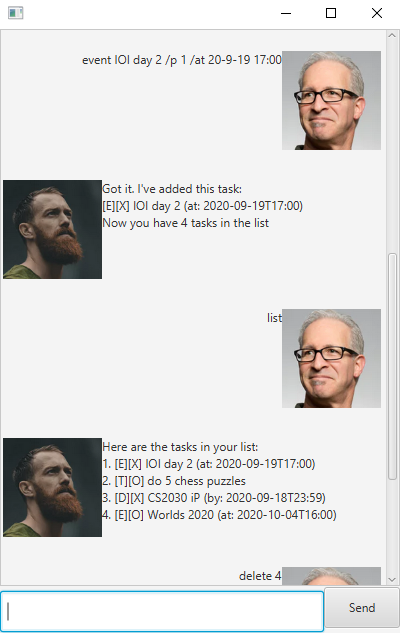 event IOI day 2 /p 1 /at 20-9-19 17:00
Got it. I've added this task:
[E][X] IOI day 2 (at: 2020-09-19T17:00)
Now you have 4 tasks in the list
list
Here are the tasks in your list:
1. [E][X] IOI day 2 (at: 2020-09-19T17:00)
2. [T][O] do 5 chess puzzles
3. [D][X] CS2030 iP (by: 2020-09-18T23:59)
4. [E][O] Worlds 2020 (at: 2020-10-04T16:00)
delete 4
Send